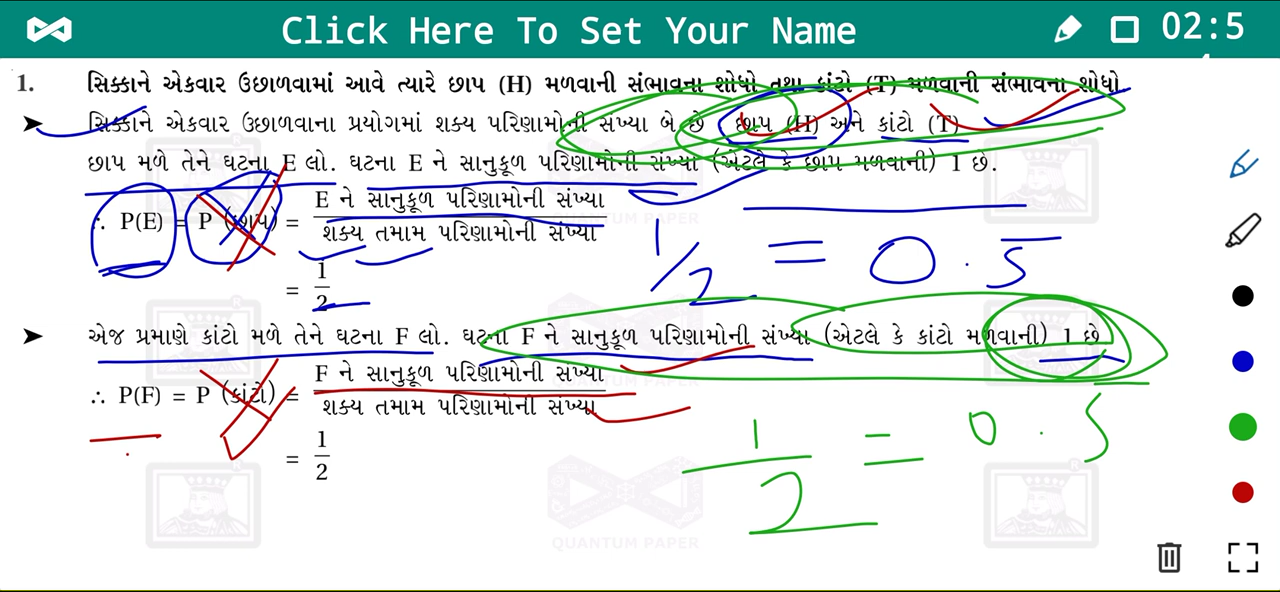 Click Here To Set Your Name
02:5
1. સિક્કાને એકવાર ઉછાળવામાં આવે ત્યારે છાપ (H) મળવાની સંભાવના શોધો તથા કાંટો (T) મળવાની સંભાવના શોધો.
➤ સિક્કાને એકવાર ઉછાળવાના પ્રયોગમાં શક્ય પરિણામોની સંખ્યા બે છે છાપ (H) અને કાંટો (T)
છાપ મળે તેને ઘટના E લો. ઘટના E ને સાનુકૂળ પરિણામોની સંખ્યા (એટલે કે છાપ મળવાની) 1 છે.
∴ P(E) = P (છાપ) = E ને સાનુકૂળ પરિણામોની સંખ્યા
શક્ય તમામ પરિણામોની સંખ્યા
= 1/2
1/2 = 0.5
➤ એજ પ્રમાણે કાંટો મળે તેને ઘટના F લો. ઘટના F ને સાનુકૂળ પરિણામોની સંખ્યા (એટલે કે કાંટો મળવાની) 1 છે
∴ P(F) = P (કાંટો) = F ને સાનુકૂળ પરિણામોની સંખ્યા
શક્ય તમામ પરિણામોની સંખ્યા
= 1/2
1/2 = 0.5
QUANTUM PAPER
QUANTUM PAPER